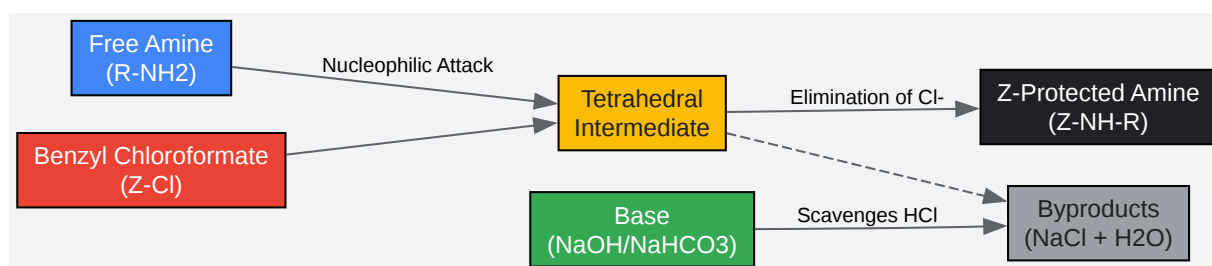 Free Amine
(R-NH2)
Nucleophilic Attack
Benzyl Chloroformate
(Z-Cl)
Tetrahedral
Intermediate
Elimination of Cl-
Z-Protected Amine
(Z-NH-R)
Base
(NaOH/NaHCO3)
Scavenges HCl
Byproducts
(NaCl + H2O)